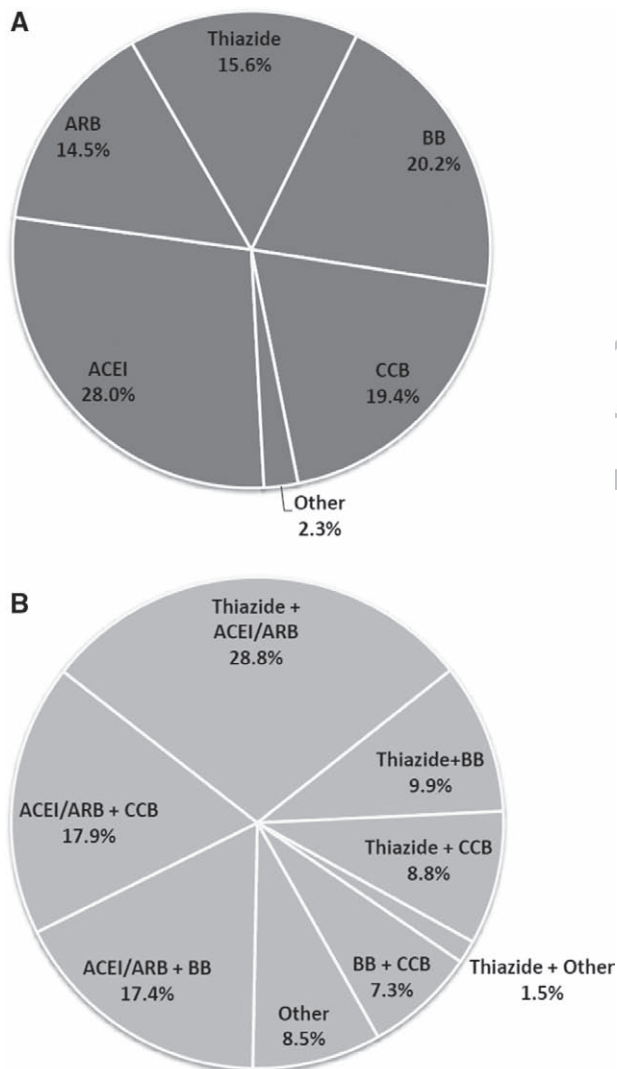 A
Thiazide
15.6%
BB
20.2%
ARB
14.5%
ACEI
28.0%
CCB
19.4%
Other
2.3%
B
Thiazide +
ACEI/ARB
28.8%
Thiazide+BB
9.9%
ACEI/ARB + CCB
17.9%
Thiazide + CCB
8.8%
ACEI/ARB + BB
17.4%
BB + CCB
7.3%
Thiazide + Other
1.5%
Other
8.5%